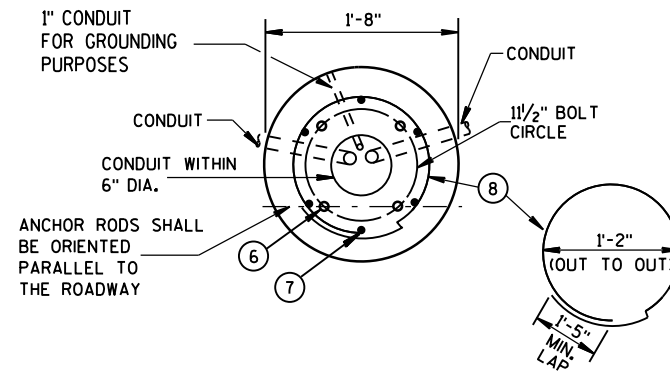 1" CONDUIT
FOR GROUNDING
PURPOSES
1'-8"
CONDUIT
CONDUIT
11½" BOLT
CIRCLE
CONDUIT WITHIN
6" DIA.
8
ANCHOR RODS SHALL
BE ORIENTED
PARALLEL TO
THE ROADWAY
6
7
1'-2"
(OUT TO OUT)
1'-5"
MIN.
LAP